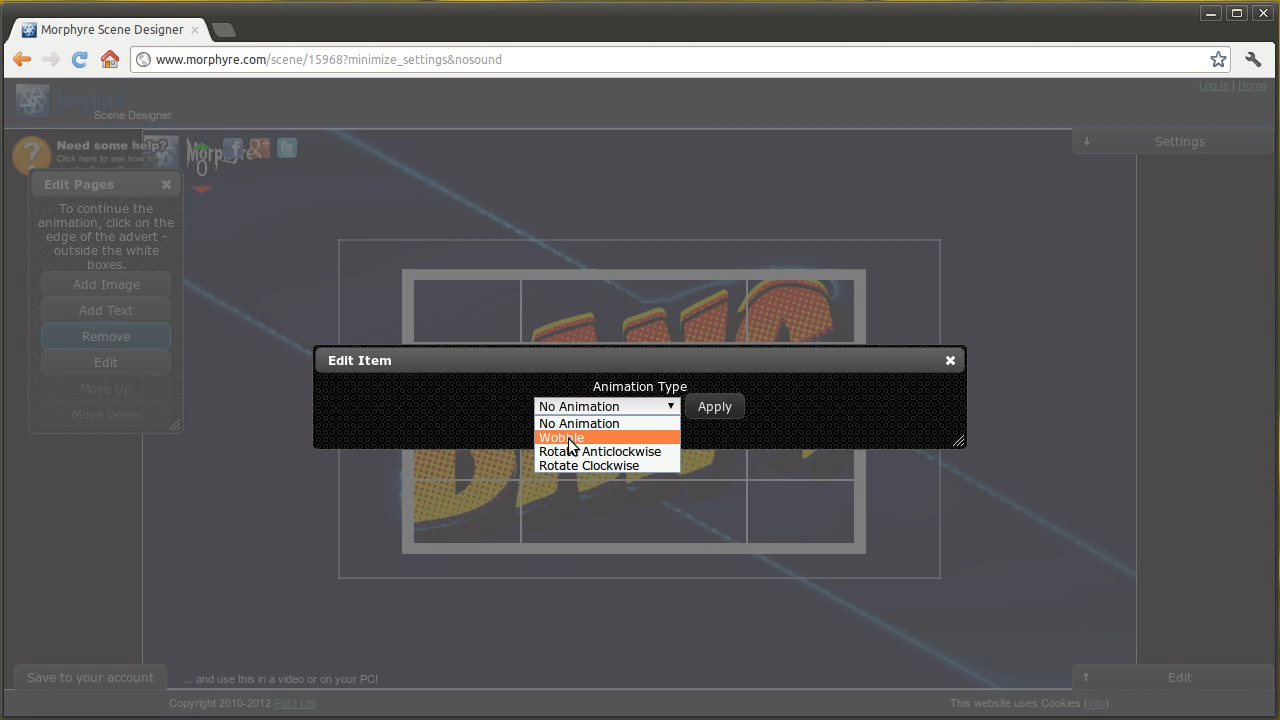 Morphyre Scene Designer
www.morphyre.com/scene/15968?minimize_settings&nosound
Log In | Home
Morphyre
Scene Designer
Need some help?
Click here to see how to
Morphyre
Settings
Edit Pages
To continue the
animation, click on the
edge of the advert -
outside the white
boxes.
Add Image
Add Text
Remove
Edit
Move Up
Move Down
Edit Item
Animation Type
No Animation
Apply
No Animation
Wobble
Rotate Anticlockwise
Rotate Clockwise
Save to your account
... and use this in a video or on your PC!
Edit
Copyright 2010-2012 Pur3 Ltd
This website uses Cookies (info)